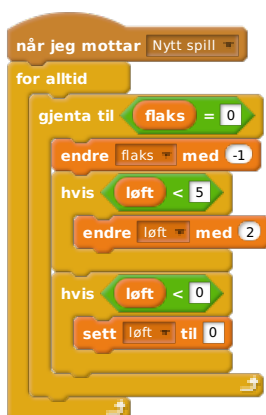 når jeg mottar Nytt spill
for alltid
gjenta til flaks = 0
endre flaks med -1
hvis løft < 5
endre løft med 2
hvis løft < 0
sett løft til 0